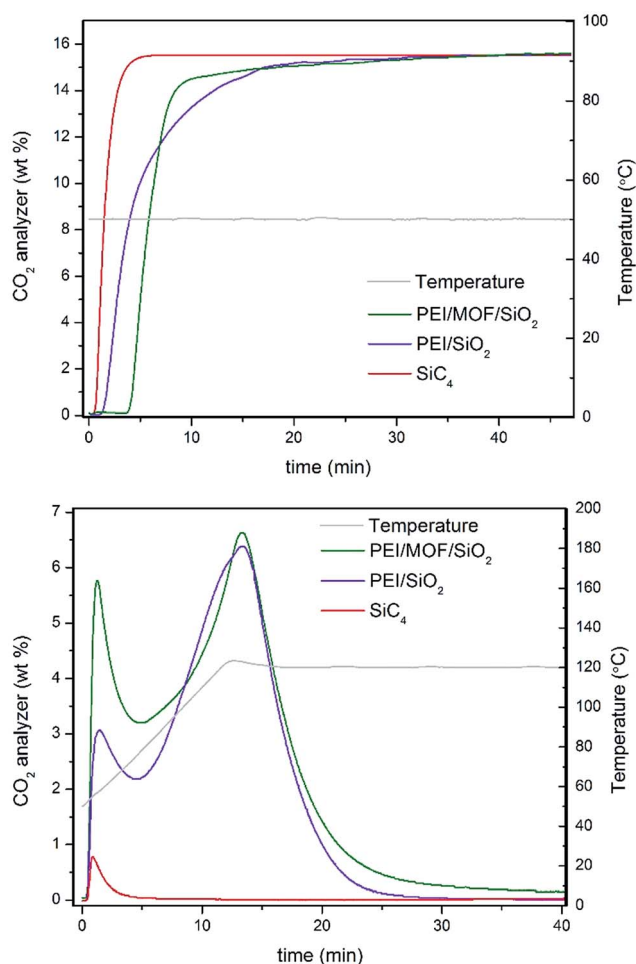 16
14
12
10
8
6
4
2
0
CO₂ analyzer (wt %)
100
80
60
40
20
0
Temperature (°C)
Temperature
PEI/MOF/SiO₂
PEI/SiO₂
SiC₄
0 10 20 30 40
time (min)
7
6
5
4
3
2
1
0
CO₂ analyzer (wt %)
200
180
160
140
120
100
80
60
40
20
0
Temperature (°C)
Temperature
PEI/MOF/SiO₂
PEI/SiO₂
SiC₄
0 10 20 30 40
time (min)